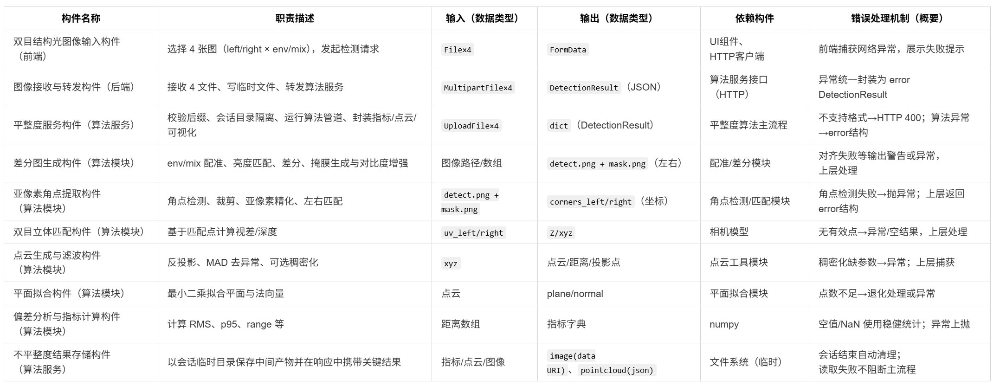 构件名称 职责描述 输入（数据类型） 输出（数据类型） 依赖构件 错误处理机制（概要）
双目结构光图像输入构件
（前端）
选择 4 张图（left/right × env/mix），发起检测请求
File×4
FormData
UI组件、
HTTP客户端
前端捕获网络异常，展示失败提示
图像接收与转发构件（后端）
接收 4 文件、写临时文件、转发算法服务
MultipartFile×4
DetectionResult（JSON）
算法服务接口
（HTTP）
异常统一封装为 error
DetectionResult
平整度服务构件（算法服务）
校验后缀、会话目录隔离、运行算法管道、封装指标/点云/
可视化
UploadFile×4
dict（DetectionResult）
平整度算法主流程
不支持格式→HTTP 400；算法异常
→error结构
差分图生成构件（算法模块）
env/mix 配准、亮度匹配、差分、掩膜生成与对比度增强
图像路径/数组
detect.png + mask.png（左右）
配准/差分模块
对齐失败等输出警告或异常，
上层处理
亚像素角点提取构件
（算法模块）
角点检测、裁剪、亚像素精化、左右匹配
detect.png +
mask.png
corners_left/right（坐标）
角点检测/匹配模块
角点检测失败→抛异常；上层返回
error结构
双目立体匹配构件（算法模块）
基于匹配点计算视差/深度
uv_left/right
Z/xyz
相机模型
无有效点→异常/空结果，上层处理
点云生成与滤波构件
（算法模块）
反投影、MAD 去异常、可选稠密化
xyz
点云/距离/投影点
点云工具模块
稠密化缺参数→异常；上层捕获
平面拟合构件（算法模块）
最小二乘拟合平面与法向量
点云
plane/normal
平面拟合模块
点数不足→退化处理或异常
偏差分析与指标计算构件
（算法模块）
计算 RMS、p95、range 等
距离数组
指标字典
numpy
空值/NaN 使用稳健统计；异常上抛
不平整度结果存储构件
（算法服务）
以会话临时目录保存中间产物并在响应中携带关键结果
指标/点云/图像
image(data
URI)、pointcloud(json)
文件系统（临时）
会话结束自动清理；
读取失败不阻断主流程